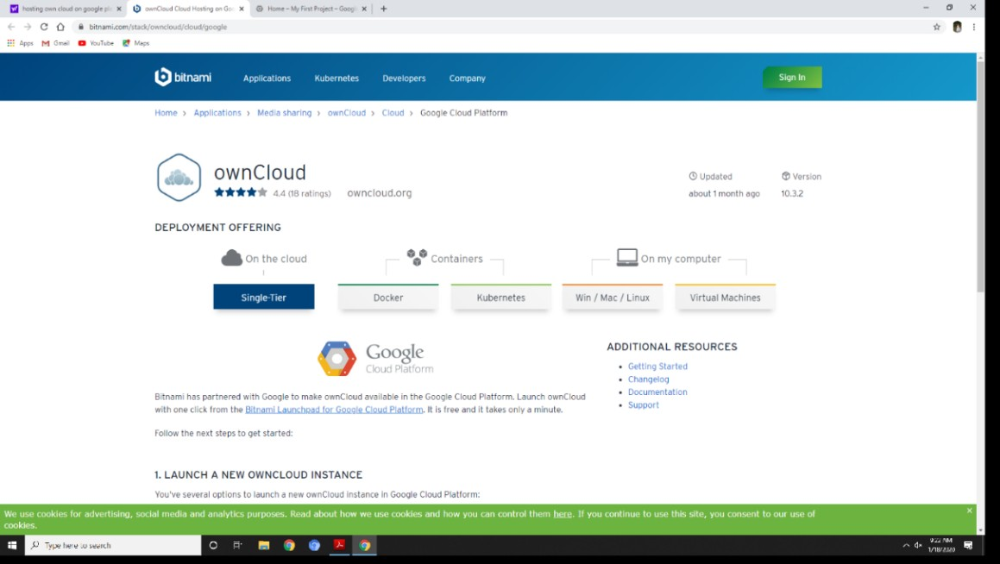 hosting own cloud on google pl
ownCloud Cloud Hosting on Goo
Home – My First Project – Googl
bitnami.com/stack/owncloud/cloud/google
Apps Gmail YouTube Maps
bitnami Applications Kubernetes Developers Company Sign In
Home > Applications > Media sharing > ownCloud > Cloud > Google Cloud Platform
ownCloud
4.4 (18 ratings) owncloud.org
Updated Version
about 1 month ago 10.3.2
DEPLOYMENT OFFERING
On the cloud Containers On my computer
Single-Tier Docker Kubernetes Win / Mac / Linux Virtual Machines
Google
Cloud Platform
Bitnami has partnered with Google to make ownCloud available in the Google Cloud Platform. Launch ownCloud
with one click from the Bitnami Launchpad for Google Cloud Platform. It is free and it takes only a minute.
Follow the next steps to get started:
ADDITIONAL RESOURCES
Getting Started
Changelog
Documentation
Support
1. LAUNCH A NEW OWNCLOUD INSTANCE
You've several options to launch a new ownCloud instance in Google Cloud Platform:
We use cookies for advertising, social media and analytics purposes. Read about how we use cookies and how you can control them here. If you continue to use this site, you consent to our use of
cookies.
Type here to search
9:22 AM
1/18/2020